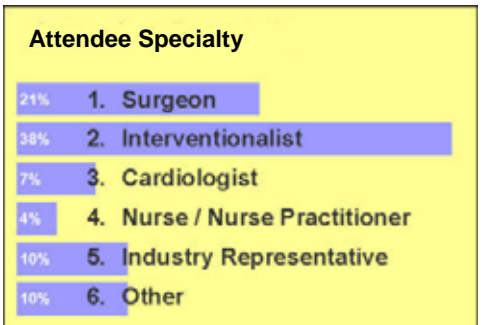 Attendee Specialty
21% 1. Surgeon
38% 2. Interventionalist
7% 3. Cardiologist
4% 4. Nurse / Nurse Practitioner
10% 5. Industry Representative
10% 6. Other